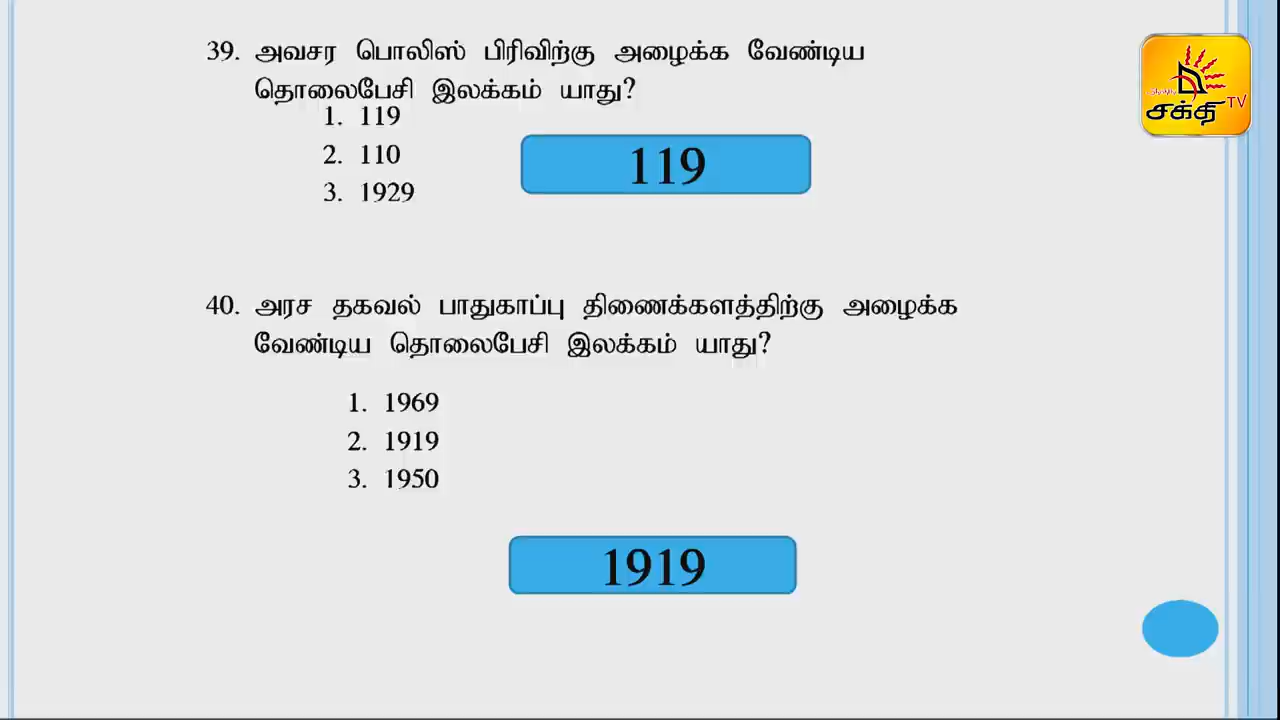 39. அவசர பொலிஸ் பிரிவிற்கு அழைக்க வேண்டிய
தொலைபேசி இலக்கம் யாது?
1. 119
2. 110
3. 1929
119
40. அரச தகவல் பாதுகாப்பு திணைக்களத்திற்கு அழைக்க
வேண்டிய தொலைபேசி இலக்கம் யாது?
1. 1969
2. 1919
3. 1950
1919
சக்தி TV